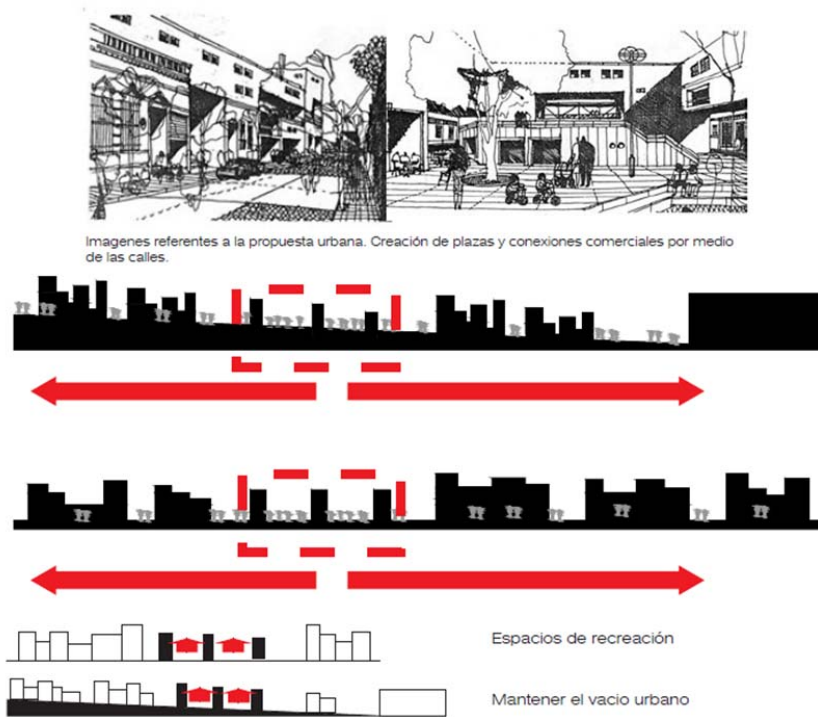 Imagenes referentes a la propuesta urbana. Creación de plazas y conexiones comerciales por medio
de las calles.
Espacios de recreación
Mantener el vacio urbano